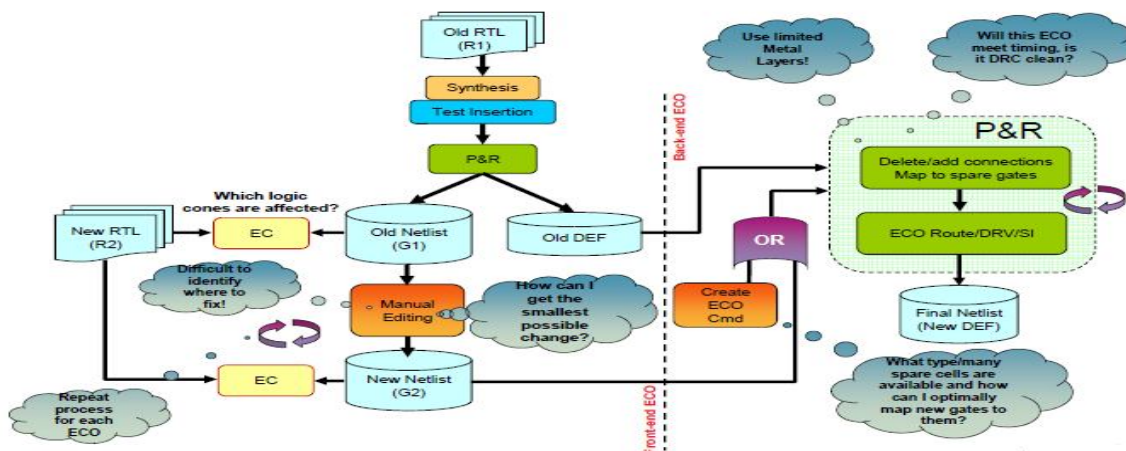 Old RTL
(R1)
Synthesis
Test Insertion
P&R
Which logic
cones are affected?
New RTL
(R2)
EC
Old Netlist
(G1)
Old DEF
Difficult to
identify
where to
fix!
Manual
Editing
How can I
get the
smallest
possible
change?
EC
New Netlist
(G2)
Repeat
process
for each
ECO
Back-end ECO
Front-end ECO
Use limited
Metal
Layers!
Will this ECO
meet timing, is
it DRC clean?
P&R
Delete/add connections
Map to spare gates
OR
ECO Route/DRV/SI
Create
ECO
Cmd
Final Netlist
(New DEF)
What type/many
spare cells are
available and how
can I optimally
map new gates to
them?